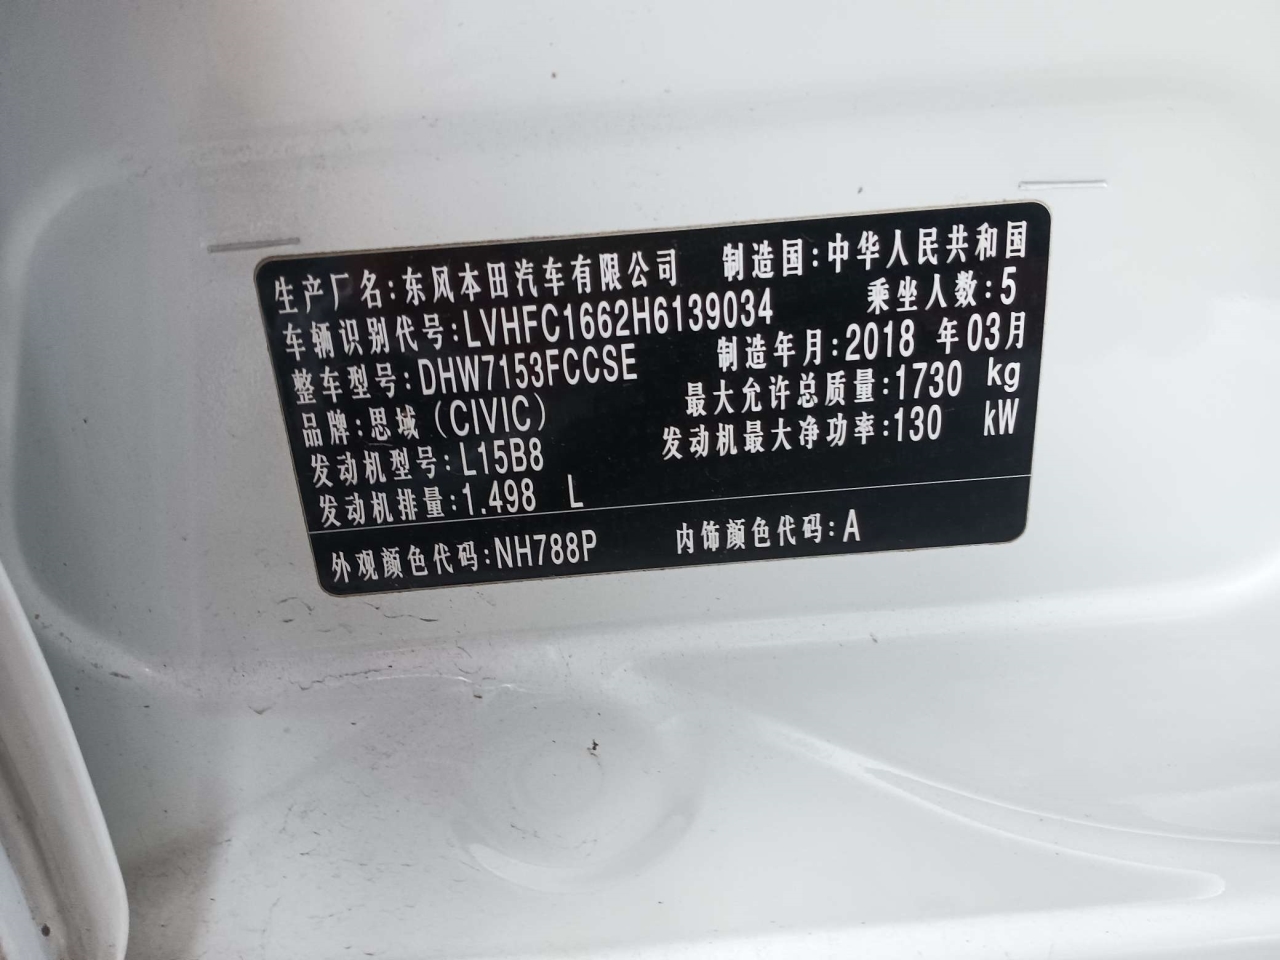 生产厂名:东风本田汽车有限公司 制造国:中华人民共和国
车辆识别代号:LVHFC1662H6139034 乘坐人数:5
整车型号:DHW7153FCCSE 制造年月:2018 年03月
品牌:思域(CIVIC) 最大允许总质量:1730 kg
发动机型号:L15B8 发动机最大净功率:130 kW
发动机排量:1.498 L
外观颜色代码:NH788P 内饰颜色代码:A